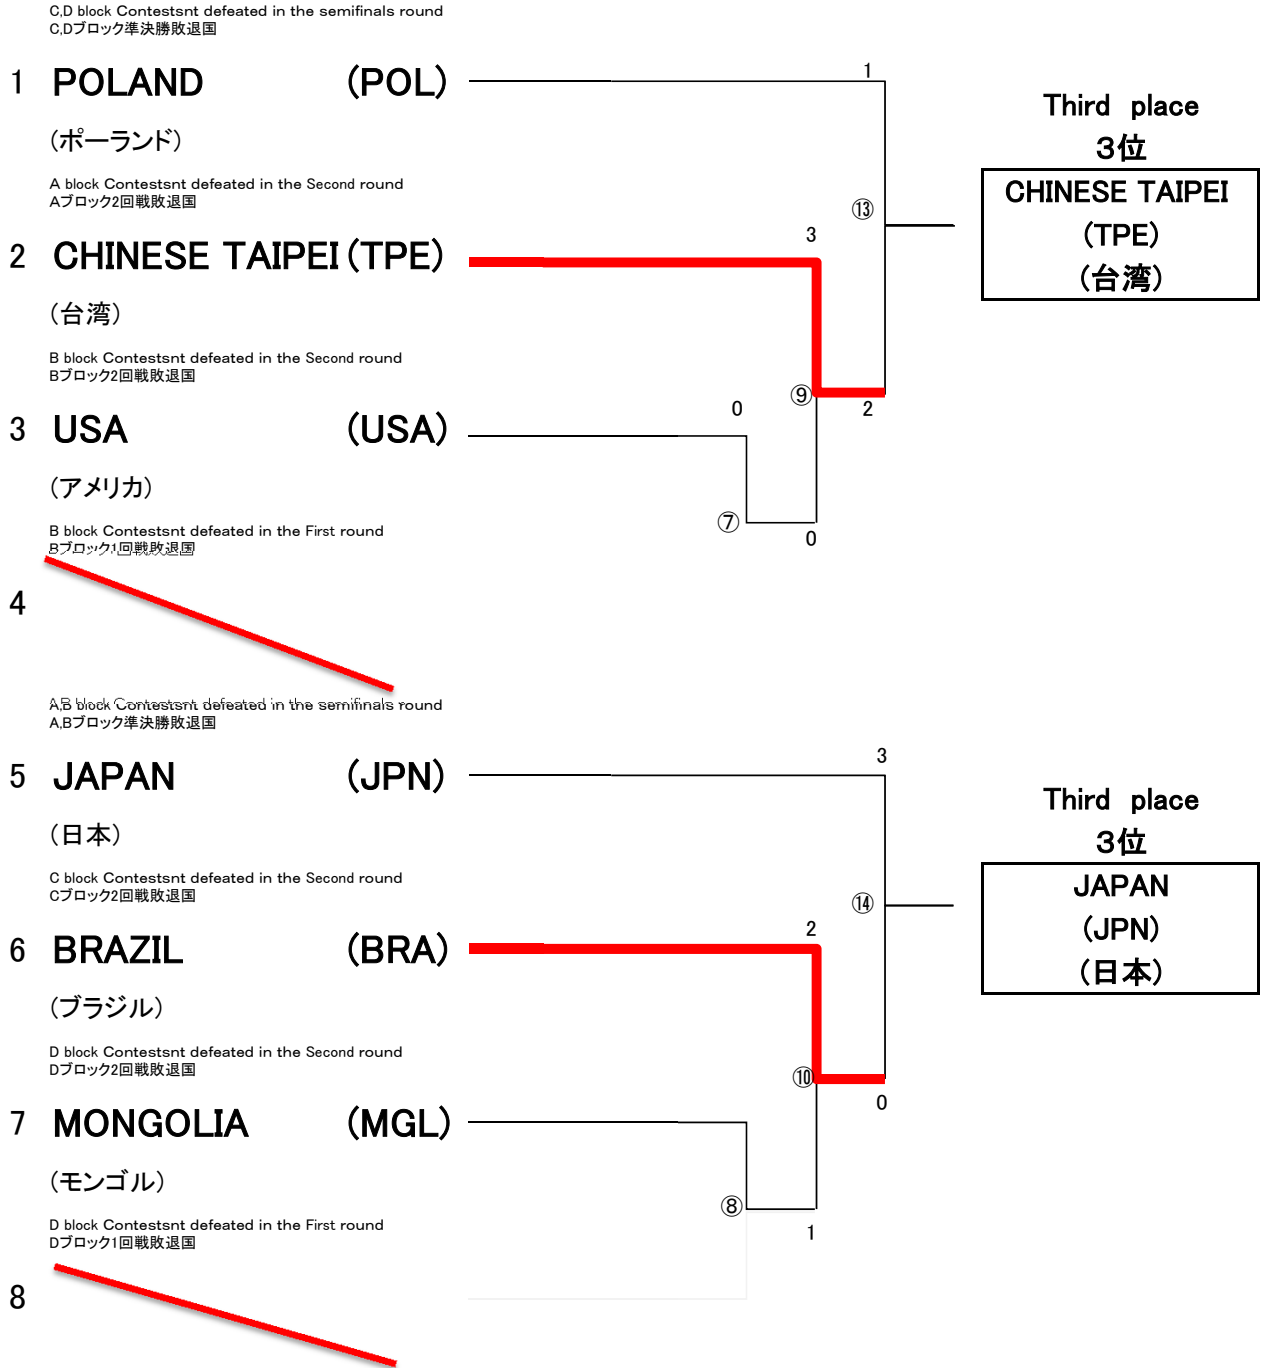 C,D block Contestsnt defeated in the semifinals round
C,Dブロック準決勝敗退国
1 POLAND (POL)
1
(ポーランド)
Third place
3位
CHINESE TAIPEI
(TPE)
(台湾)
A block Contestsnt defeated in the Second round
Aブロック2回戦敗退国
⑬
3
2 CHINESE TAIPEI (TPE)
(台湾)
B block Contestsnt defeated in the Second round
Bブロック2回戦敗退国
⑨
0
2
3 USA (USA)
(アメリカ)
⑦
0
B block Contestsnt defeated in the First round
Bブロック1回戦敗退国
4
A,B block Contestsnt defeated in the semifinals round
A,Bブロック準決勝敗退国
3
5 JAPAN (JPN)
(日本)
Third place
3位
JAPAN
(JPN)
(日本)
C block Contestsnt defeated in the Second round
Cブロック2回戦敗退国
⑭
2
6 BRAZIL (BRA)
(ブラジル)
D block Contestsnt defeated in the Second round
Dブロック2回戦敗退国
⑩
0
7 MONGOLIA (MGL)
(モンゴル)
⑧
1
D block Contestsnt defeated in the First round
Dブロック1回戦敗退国
8